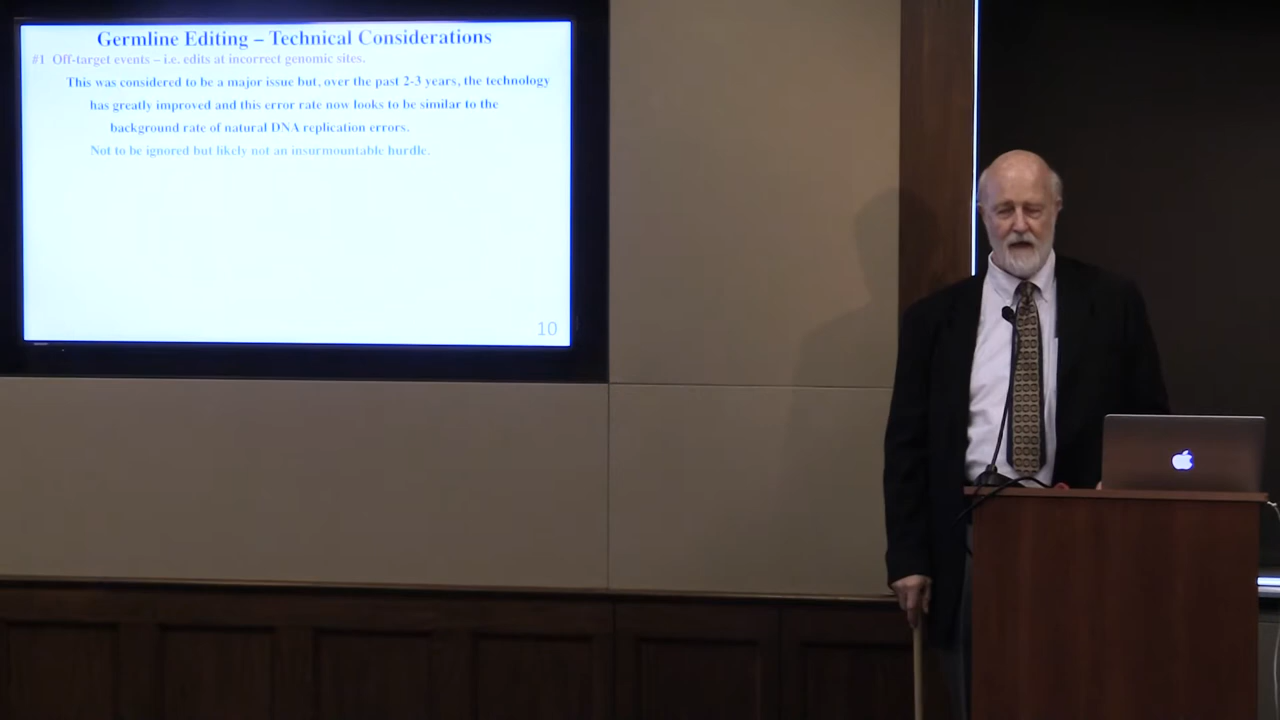 Germline Editing – Technical Considerations
#1 Off-target events – i.e. edits at incorrect genomic sites.
This was considered to be a major issue but, over the past 2-3 years, the technology
has greatly improved and this error rate now looks to be similar to the
background rate of natural DNA replication errors.
Not to be ignored but likely not an insurmountable hurdle.
10